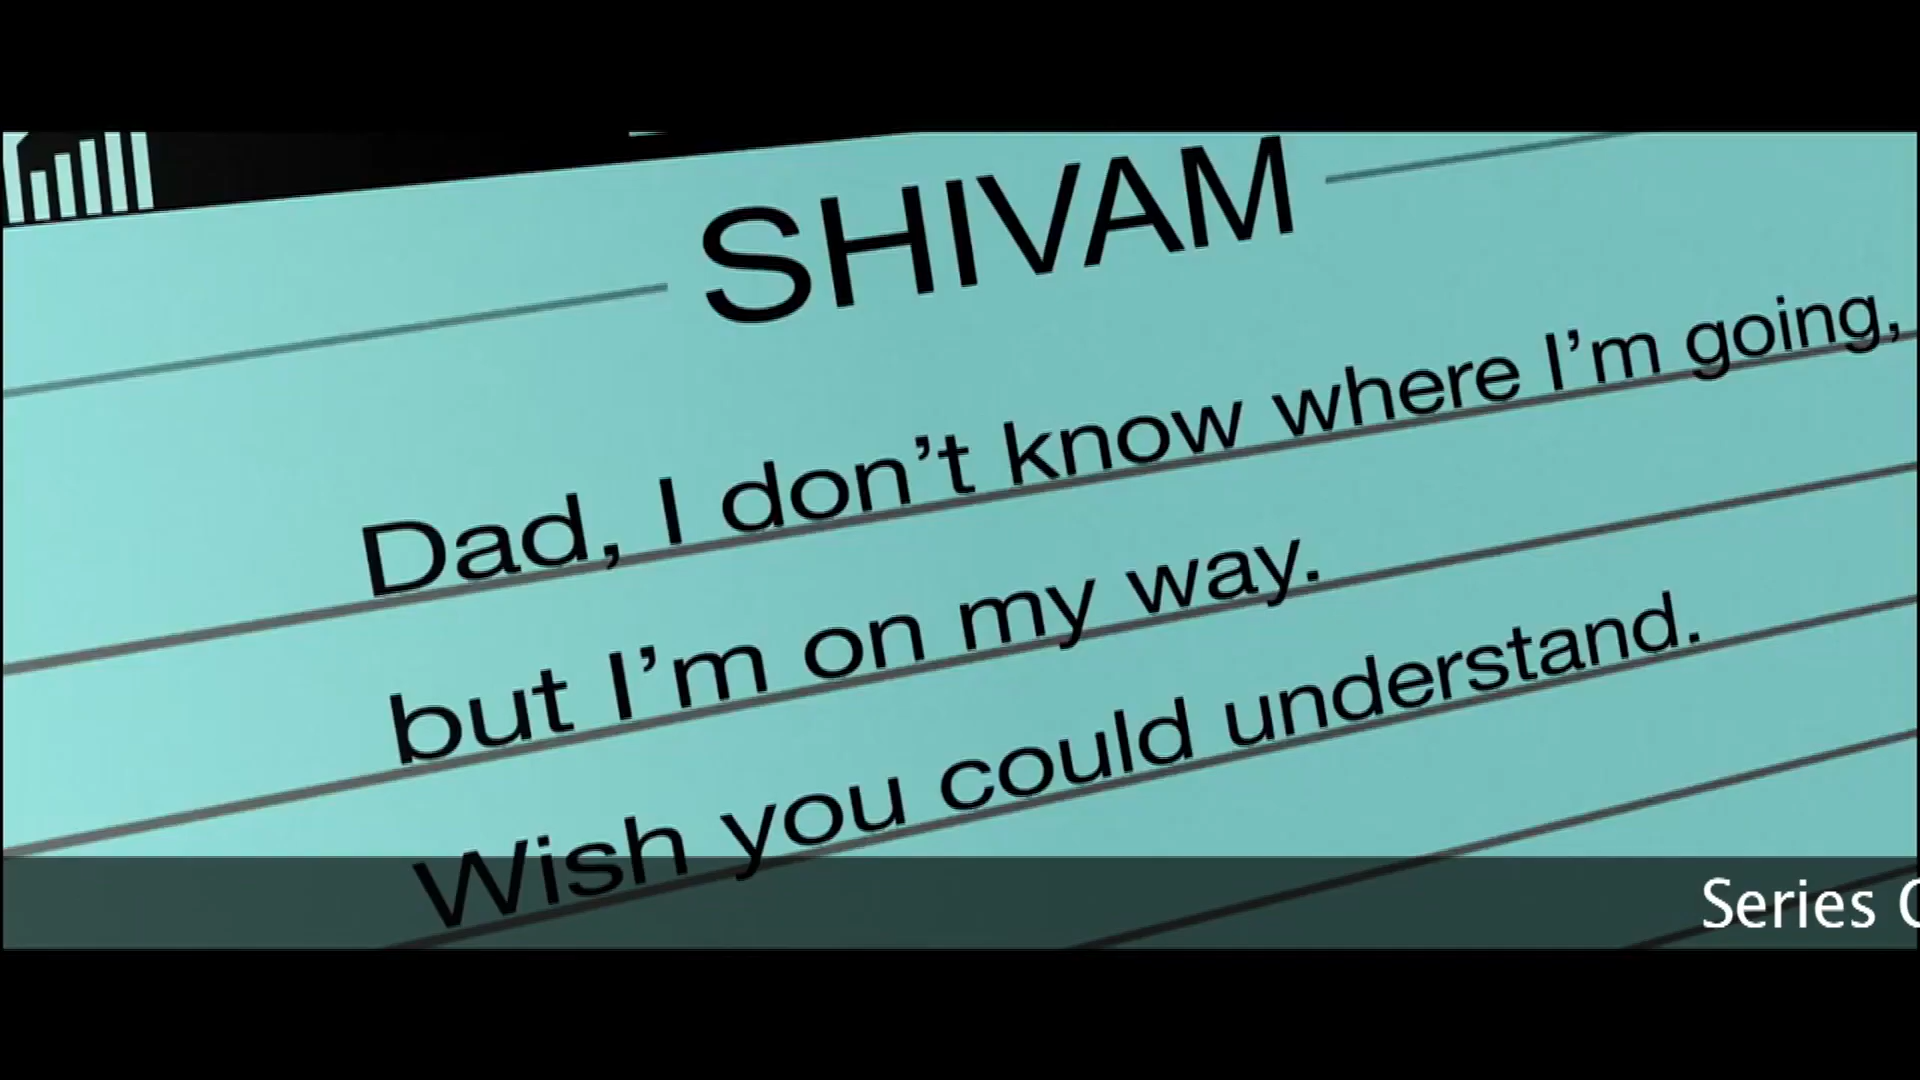 SHIVAM
Dad, I don’t know where I’m going,
but I’m on my way.
Wish you could understand.
Series